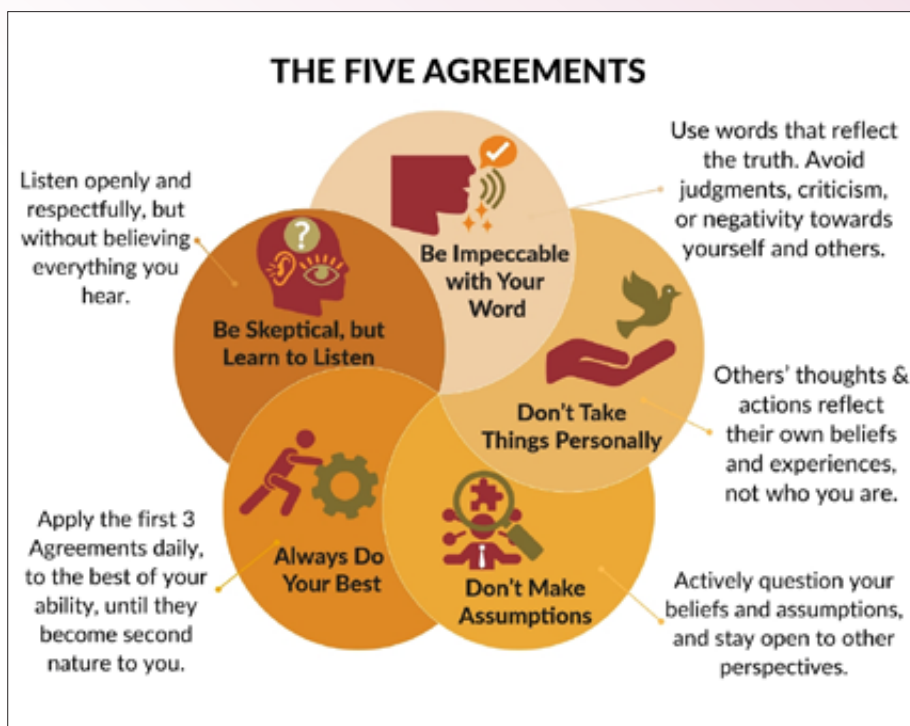 THE FIVE AGREEMENTS
Be Impeccable
with Your
Word
Use words that reflect
the truth. Avoid
judgments, criticism,
or negativity towards
yourself and others.
Don't Take
Things Personally
Others' thoughts &
actions reflect
their own beliefs
and experiences,
not who you are.
Don't Make
Assumptions
Actively question your
beliefs and assumptions,
and stay open to other
perspectives.
Always Do
Your Best
Apply the first 3
Agreements daily,
to the best of your
ability, until they
become second
nature to you.
?
Be Skeptical, but
Learn to Listen
Listen openly and
respectfully, but
without believing
everything you
hear.